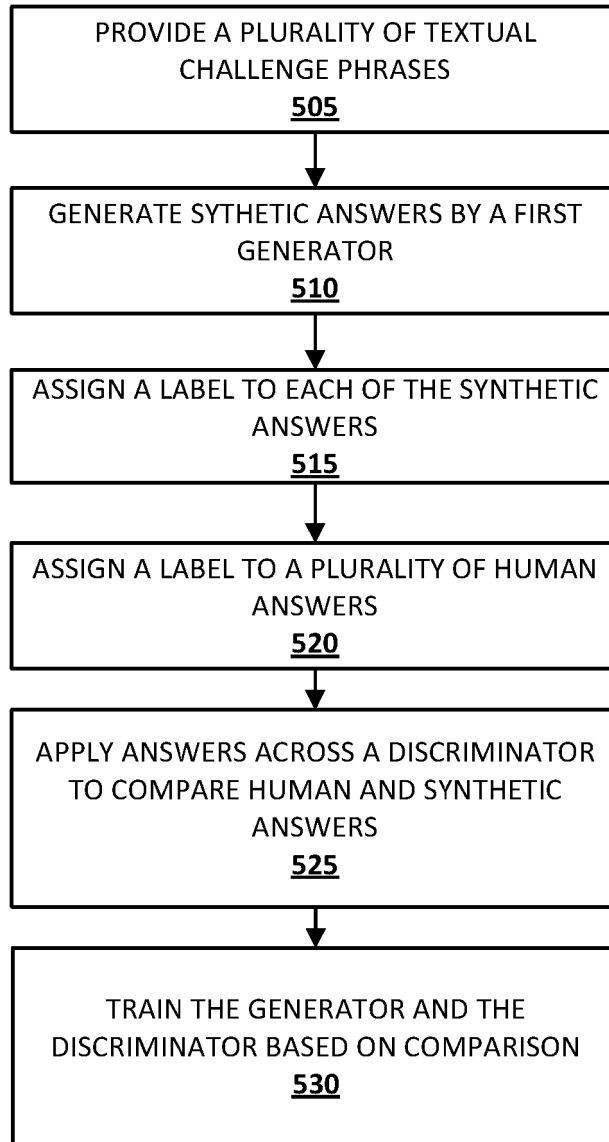 PROVIDE A PLURALITY OF TEXTUAL
CHALLENGE PHRASES
505
GENERATE SYTHETIC ANSWERS BY A FIRST
GENERATOR
510
ASSIGN A LABEL TO EACH OF THE SYNTHETIC
ANSWERS
515
ASSIGN A LABEL TO A PLURALITY OF HUMAN
ANSWERS
520
APPLY ANSWERS ACROSS A DISCRIMINATOR
TO COMPARE HUMAN AND SYNTHETIC
ANSWERS
525
TRAIN THE GENERATOR AND THE
DISCRIMINATOR BASED ON COMPARISON
530